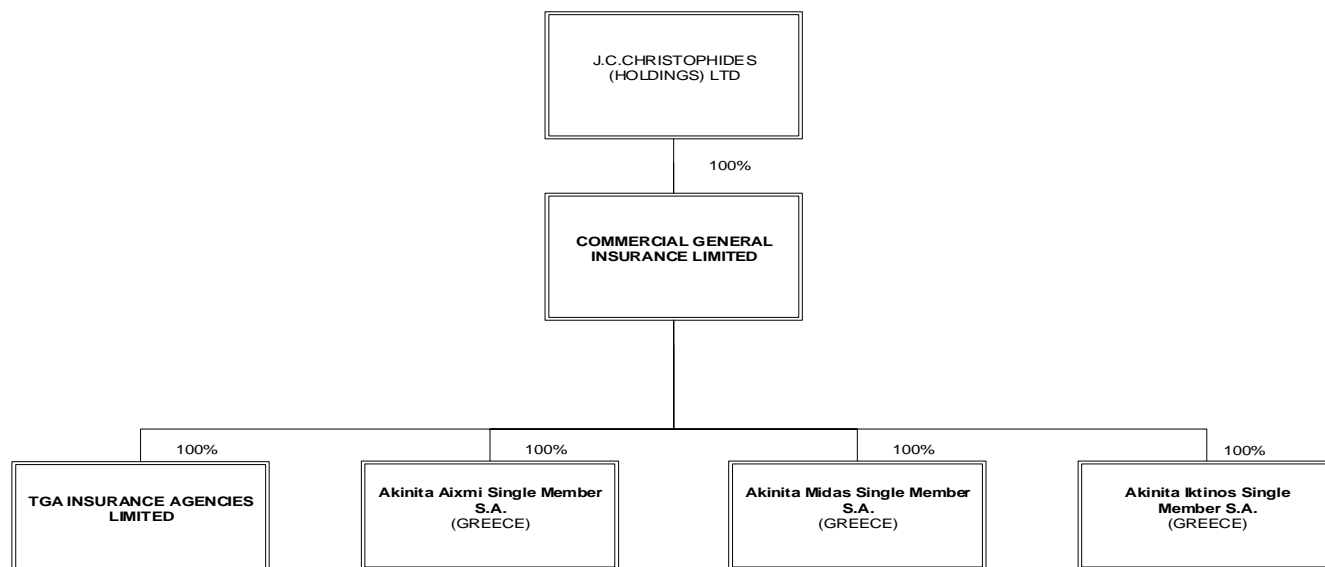 J.C.CHRISTOPHIDES
(HOLDINGS) LTD
100%
COMMERCIAL GENERAL
INSURANCE LIMITED
100%
100%
100%
100%
TGA INSURANCE AGENCIES
LIMITED
Akinita Aixmi Single Member
S.A.
(GREECE)
Akinita Midas Single Member
S.A.
(GREECE)
Akinita Iktinos Single
Member S.A.
(GREECE)